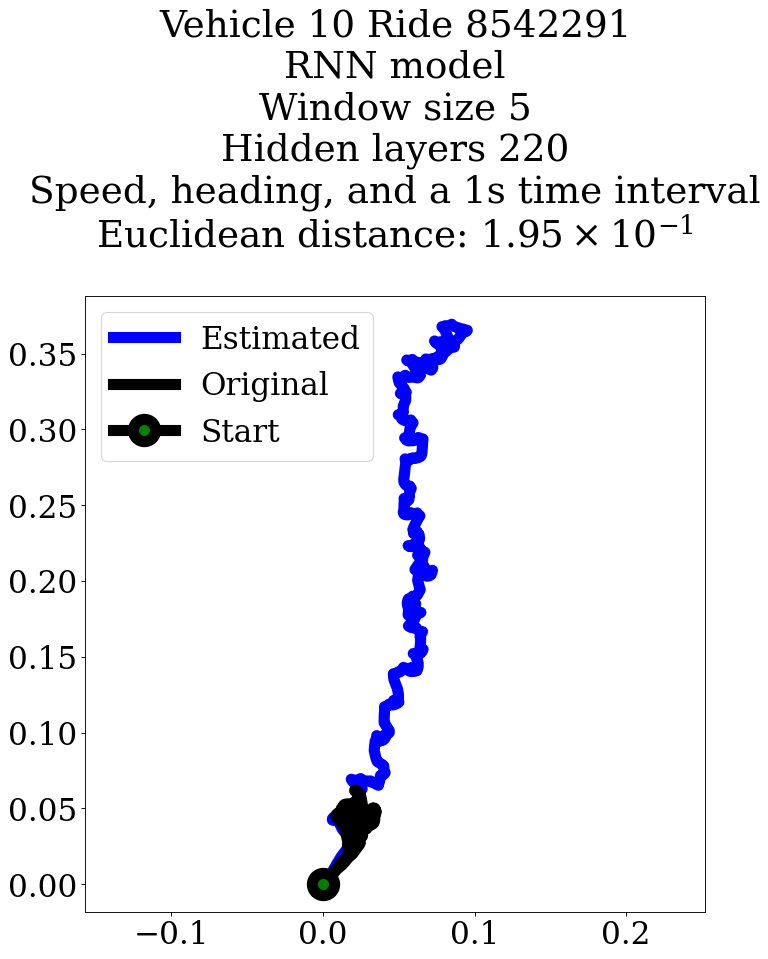 Vehicle 10 Ride 8542291
RNN model
Window size 5
Hidden layers 220
Speed, heading, and a 1s time interval
Euclidean distance: 1.95 × 10⁻¹
Estimated
Original
Start
0.35
0.30
0.25
0.20
0.15
0.10
0.05
0.00
−0.1
0.0
0.1
0.2